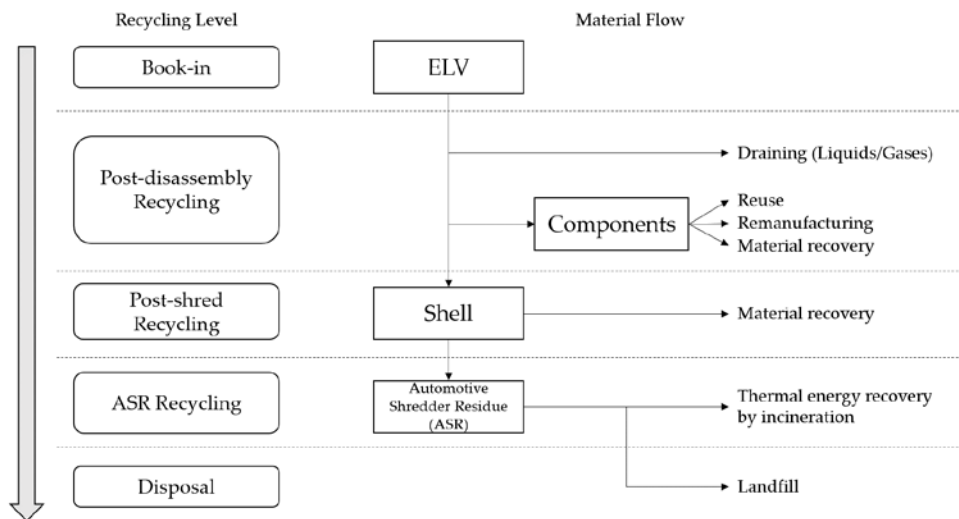 Recycling Level
Material Flow
Book-in
ELV
Post-disassembly
Recycling
Draining (Liquids/Gases)
Components
Reuse
Remanufacturing
Material recovery
Post-shred
Recycling
Shell
Material recovery
ASR Recycling
Automotive
Shredder Residue
(ASR)
Thermal energy recovery
by incineration
Disposal
Landfill